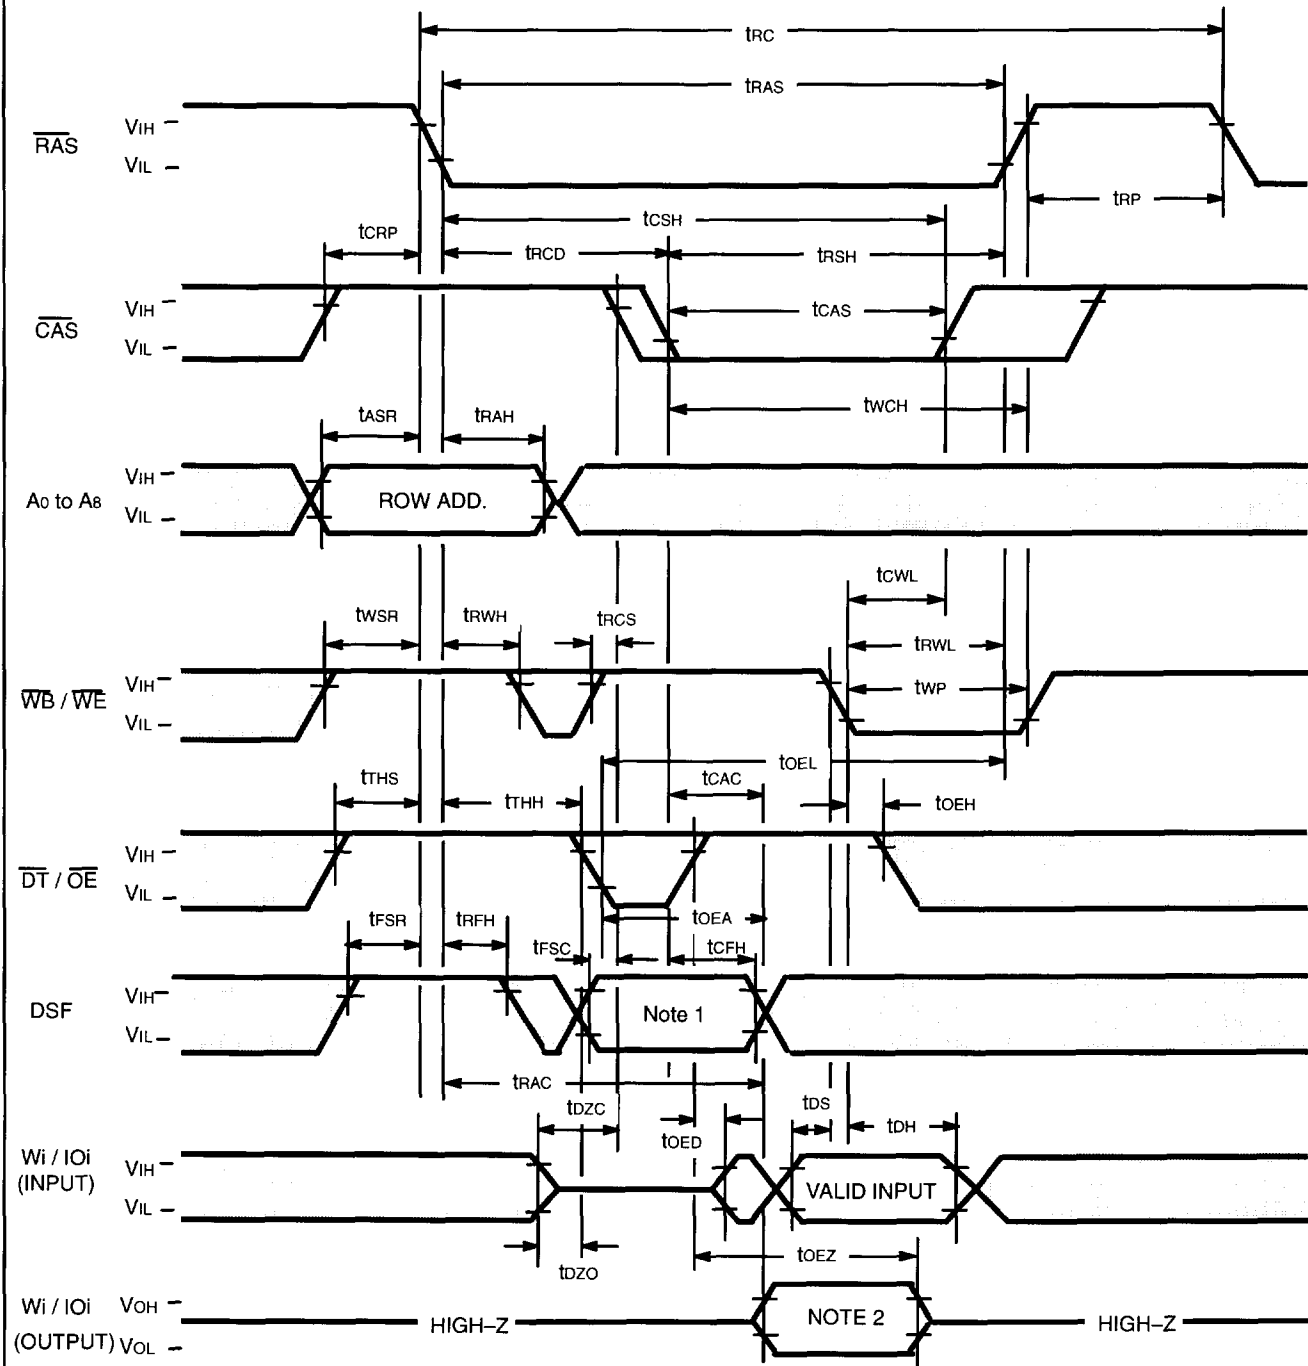 tRC
tRAS
RAS
VIH
VIL
tRP
tCSH
tCRP
tRCD
tRSH
CAS
VIH
VIL
tCAS
tWCH
tASR
tRAH
A0 to A8
VIH
VIL
ROW ADD.
tCWL
tWSR
tRWH
tRCS
tRWL
WB / WE
VIH
VIL
tWP
tOEL
tTHS
tTHH
tCAC
tOEH
DT / OE
VIH
VIL
tOEA
tFSR
tRFH
tFSC
tCFH
DSF
VIH
VIL
Note 1
tRAC
tDZC
tOED
tDS
tDH
Wi / IOi
(INPUT)
VIH
VIL
VALID INPUT
tDZO
tOEZ
Wi / IOi
(OUTPUT)
VOH
VOL
HIGH–Z
NOTE 2
HIGH–Z